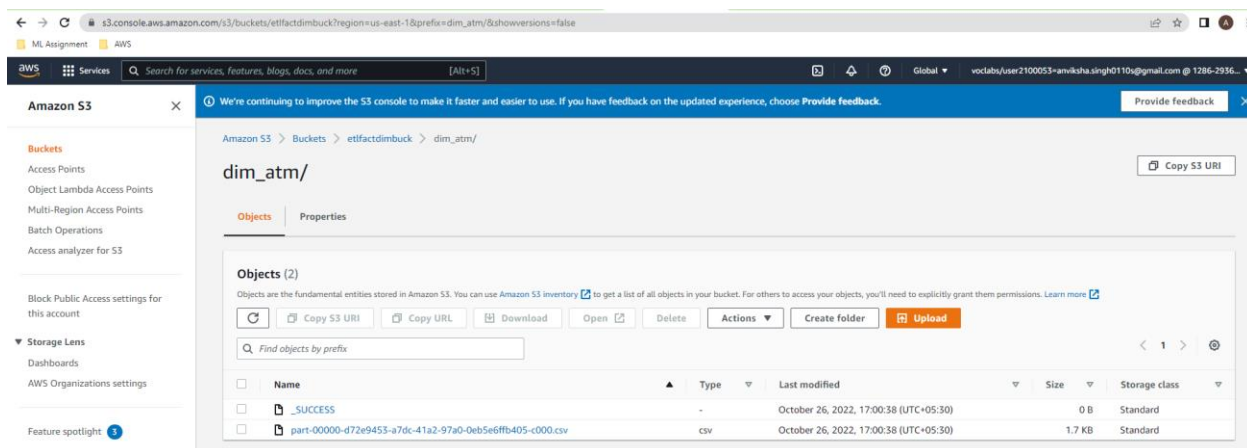 s3.console.aws.amazon.com/s3/buckets/etlfactdimbuck?region=us-east-1&prefix=dim_atm/&showversions=false
A
ML Assignment AWS
aws Services Search for services, features, blogs, docs, and more [Alt+S] Global voclabs/user2100053=anviksha.singh0110s@gmail.com @ 1286-2936...
Amazon S3
We're continuing to improve the S3 console to make it faster and easier to use. If you have feedback on the updated experience, choose Provide feedback.
Provide feedback
Amazon S3 > Buckets > etlfactdimbuck > dim_atm/
Buckets
Access Points
Object Lambda Access Points
Multi-Region Access Points
Batch Operations
Access analyzer for S3
Block Public Access settings for
this account
Storage Lens
Dashboards
AWS Organizations settings
Feature spotlight 3
dim_atm/
Copy S3 URI
Objects Properties
Objects (2)
Objects are the fundamental entities stored in Amazon S3. You can use Amazon S3 inventory to get a list of all objects in your bucket. For others to access your objects, you'll need to explicitly grant them permissions. Learn more
Copy S3 URI Copy URL Download Open Delete Actions Create folder Upload
Find objects by prefix
< 1 >
Name Type Last modified Size Storage class
_SUCCESS - October 26, 2022, 17:00:38 (UTC+05:30) 0 B Standard
part-00000-d72e9453-a7dc-41a2-97a0-0eb5e6ffb405-c000.csv csv October 26, 2022, 17:00:38 (UTC+05:30) 1.7 KB Standard